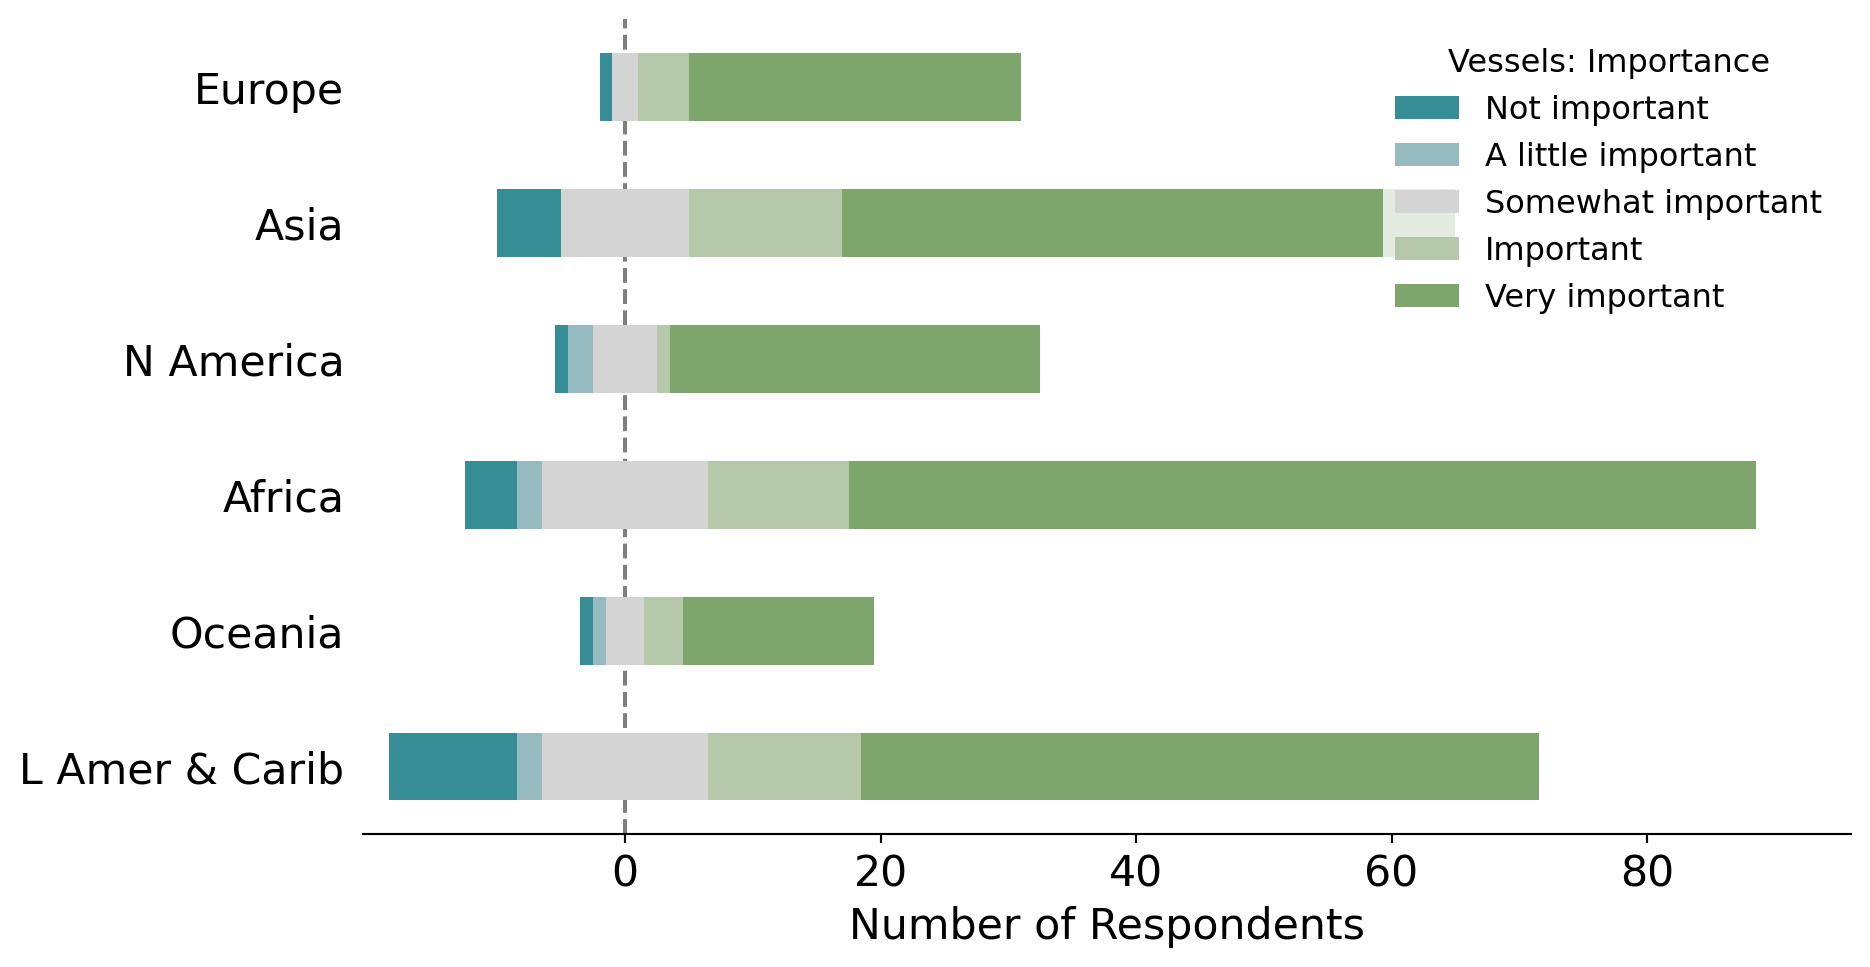 Europe
Asia
N America
Africa
Oceania
L Amer & Carib
Vessels: Importance
Not important
A little important
Somewhat important
Important
Very important
0 20 40 60 80
Number of Respondents